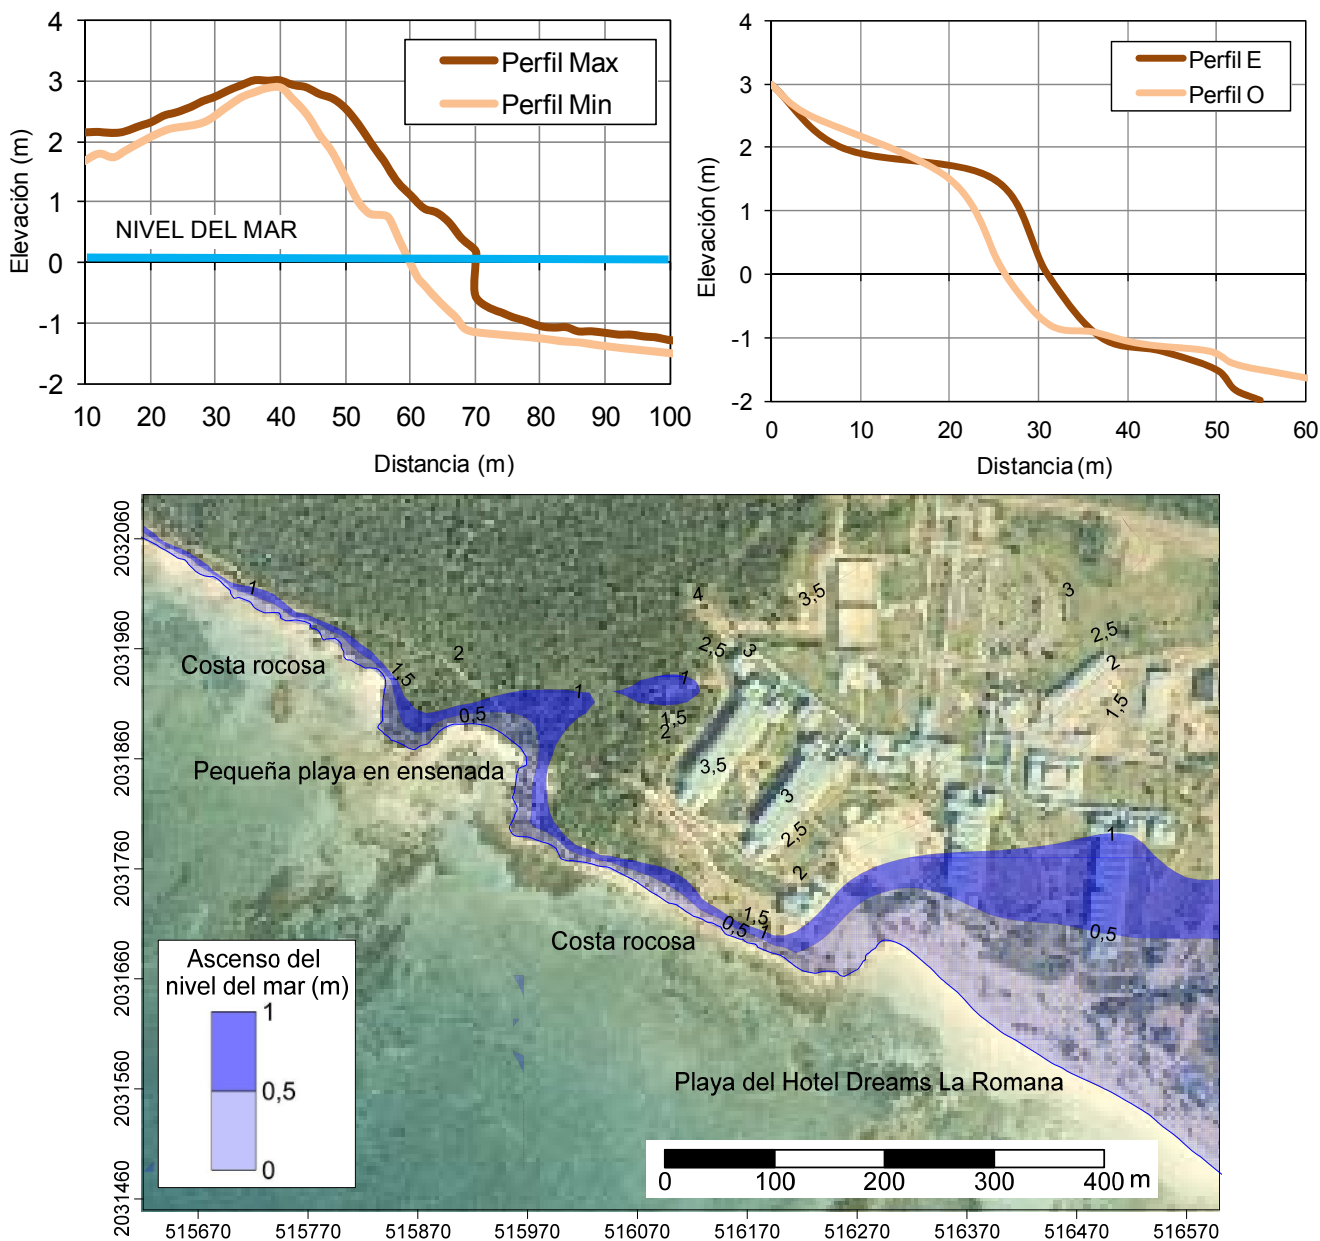 4
3
2
1
0
-1
-2
Elevación (m)
Perfil Max
Perfil Min
NIVEL DEL MAR
10 20 30 40 50 60 70 80 90 100
Distancia (m)
4
3
2
1
0
-1
-2
Elevación (m)
Perfil E
Perfil O
0 10 20 30 40 50 60
Distancia (m)
2032060
2031960
2031860
2031760
2031660
2031560
2031460
1
4
3,5
3
2,5
2
1,5
2
2,5
3
1,5
Costa rocosa
1
1
0,5
1,5
2
3,5
3
2,5
2
1
Pequeña playa en ensenada
1,5
0,5
1
0,5
Costa rocosa
Playa del Hotel Dreams La Romana
Ascenso del
nivel del mar (m)
1
0,5
0
0 100 200 300 400 m
515670 515770 515870 515970 516070 516170 516270 516370 516470 516570